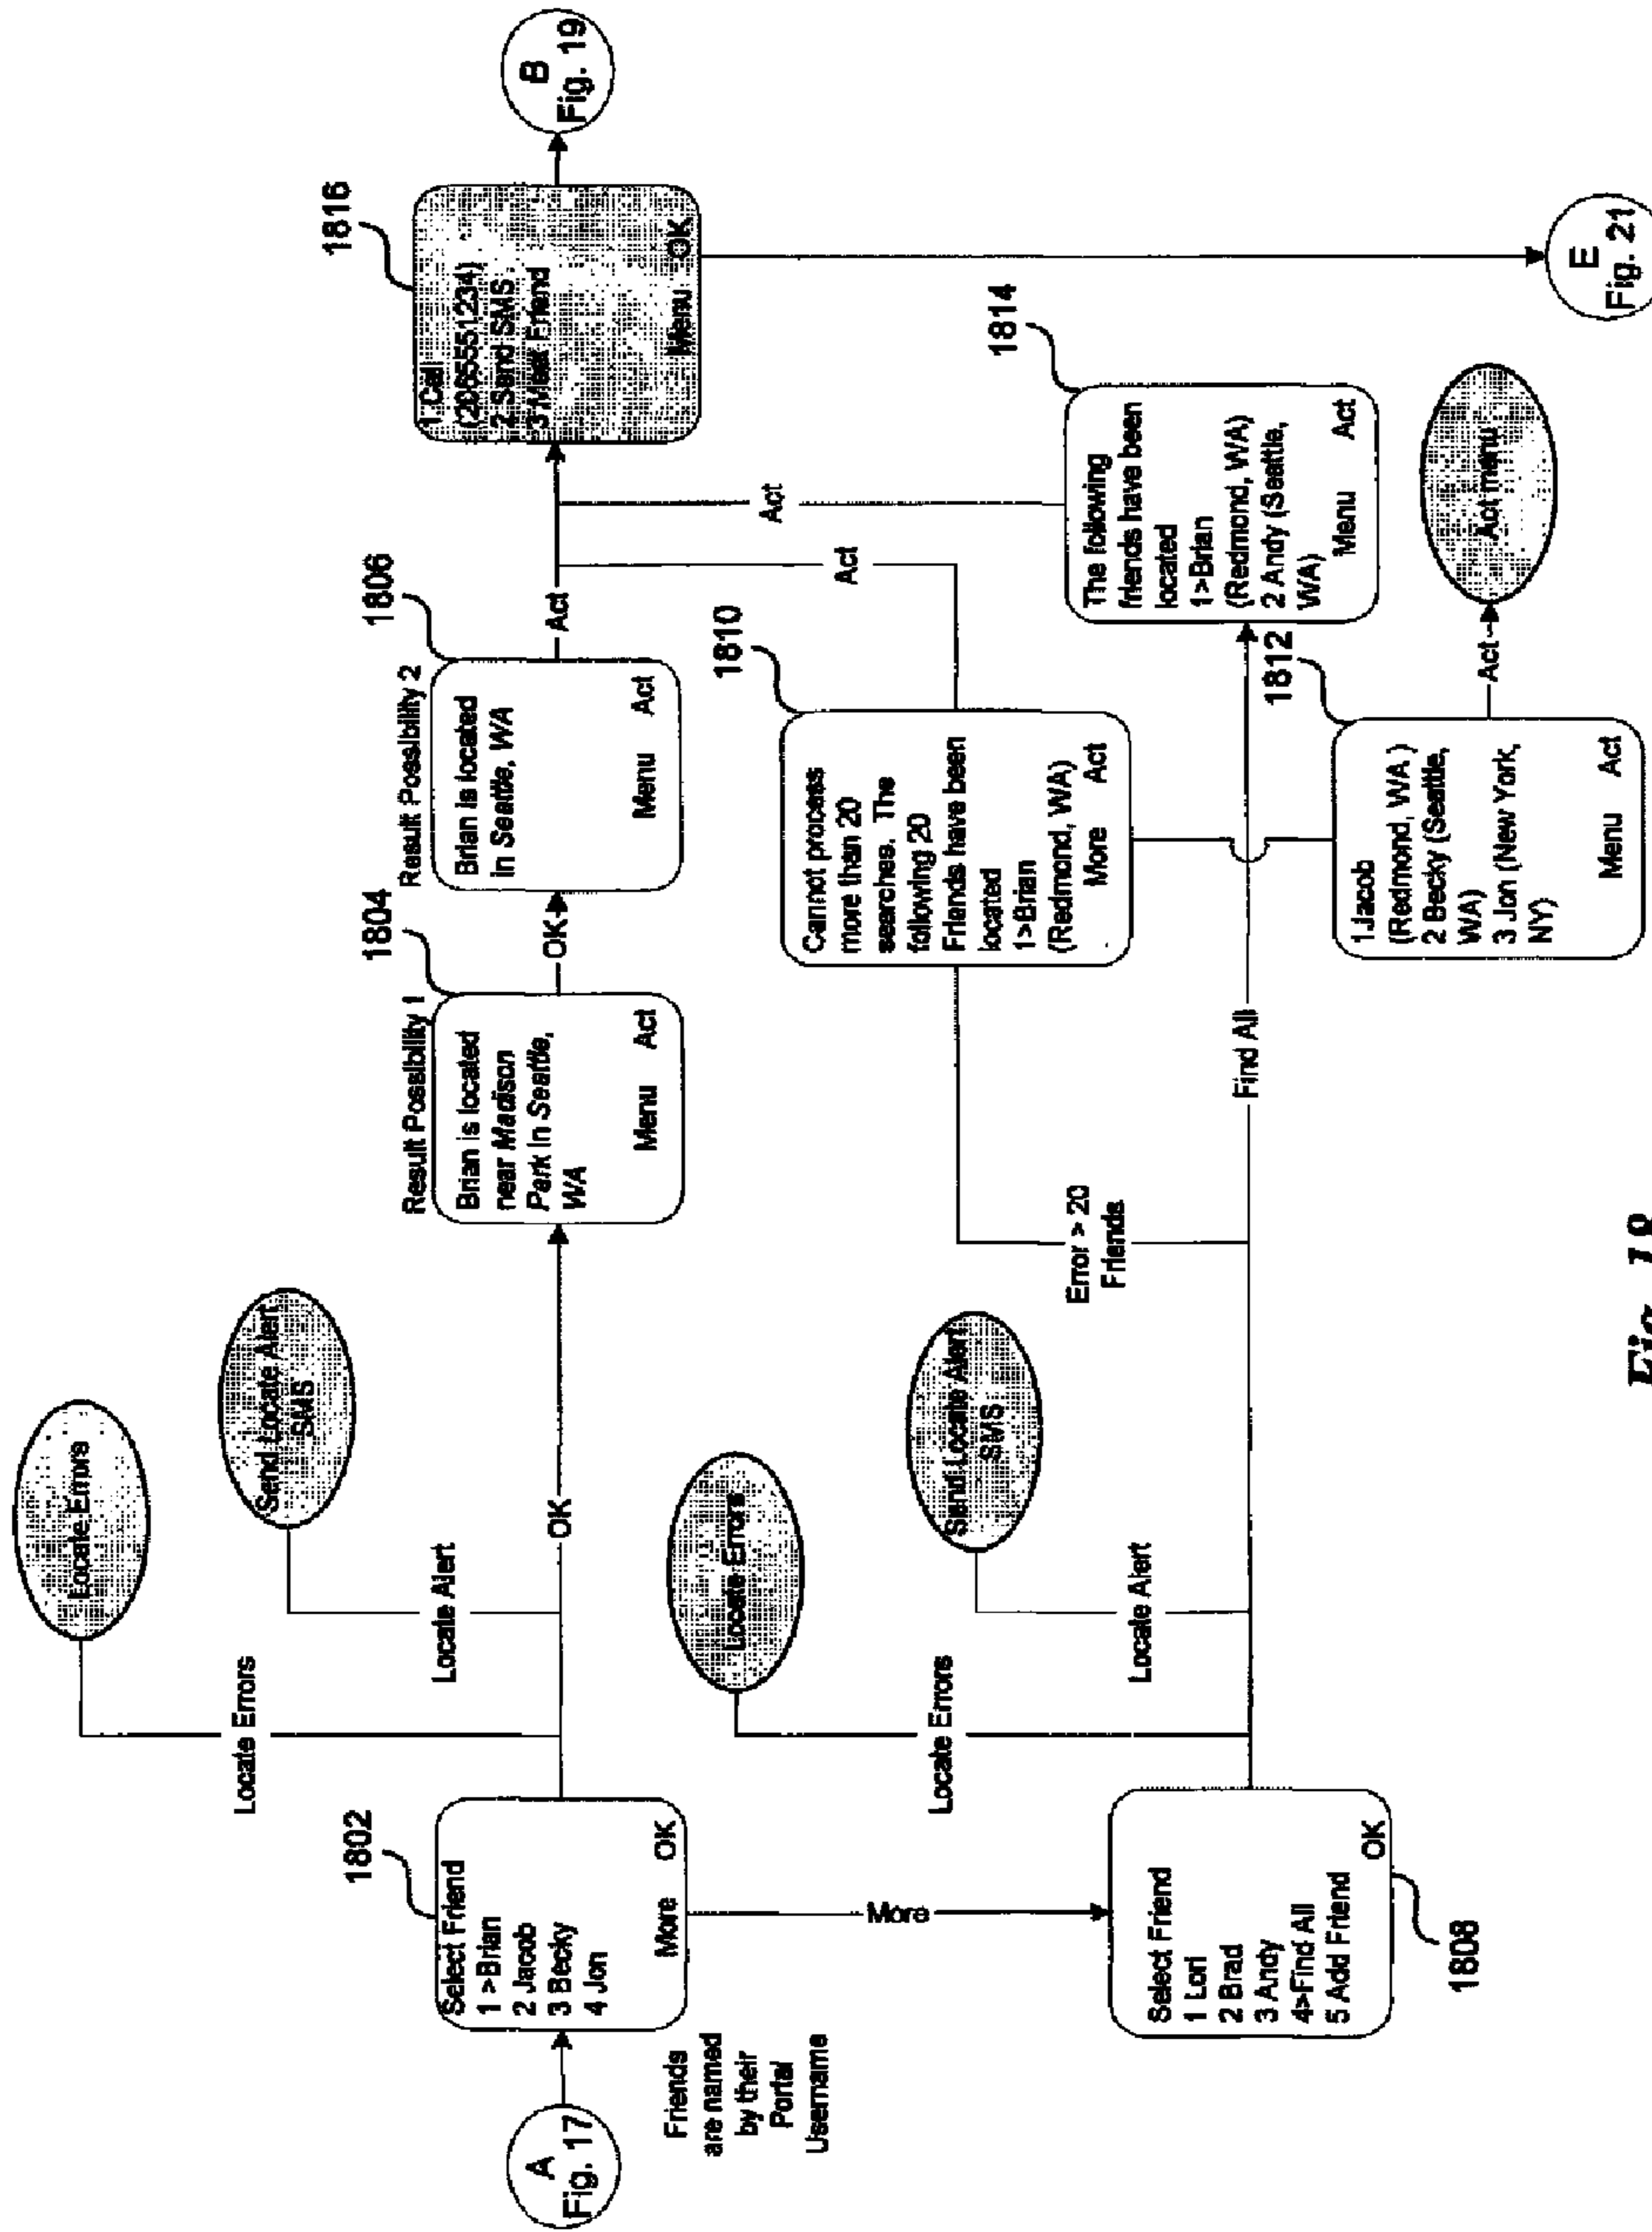 A
Fig. 17
Friends
are named
by their
Portal
Username
1802
Select Friend
1 >Brian
2 Jacob
3 Becky
4 Jon
More OK
Locate Errors
Locate Errors
Locate Alert
Send Locate Alert
SMS
OK
Result Possibility 1
1804
Brian is located
near Madison
Park in Seattle,
WA
Menu Act
OK
Result Possibility 2
1806
Brian is located
in Seattle, WA
Menu Act
Act
1816
1 Call
(2065551234)
2 Send SMS
3 Meet Friend
Menu OK
B
Fig. 19
More
Select Friend
1 Lori
2 Brad
3 Andy
4>Find All
5 Add Friend
OK
1808
Locate Errors
Locate Errors
Locate Alert
Send Locate Alert
SMS
Error > 20
Friends
Find All
1810
Cannot process
more than 20
searches. The
following 20
Friends have been
located
1>Brian
(Redmond, WA)
More Act
Act
1812
1Jacob
(Redmond, WA )
2 Becky (Seattle,
WA)
3 Jon (New York,
NY)
Menu Act
Act
Act menu
1814
The following
friends have been
located
1>Brian
(Redmond, WA)
2 Andy (Seattle,
WA)
Menu Act
Act
E
Fig. 21
Fig. 18